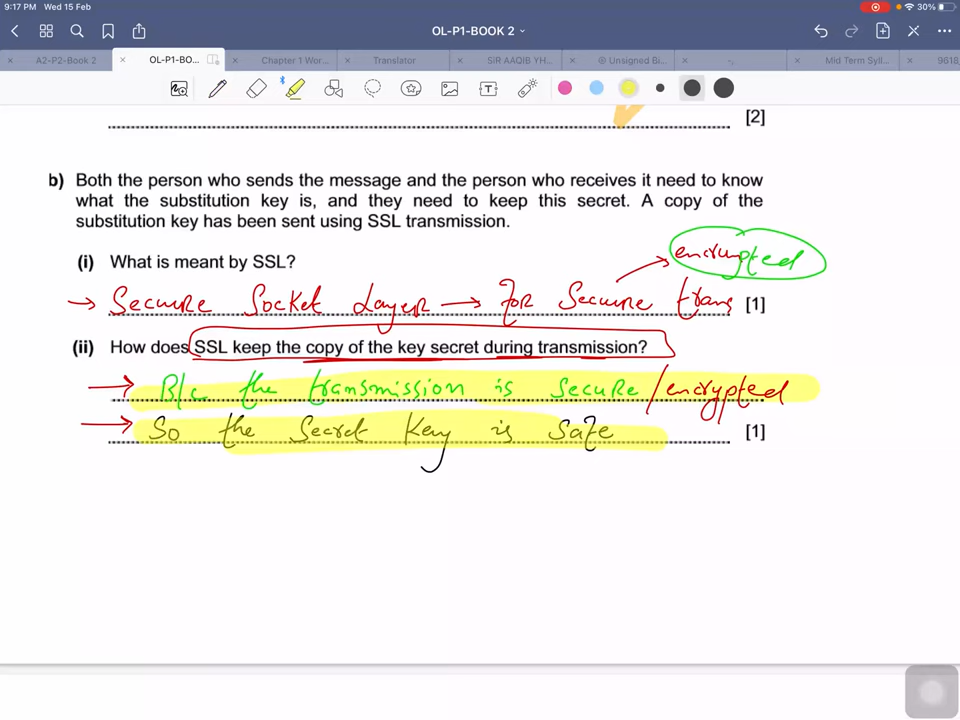 9:17 PM Wed 15 Feb
30%
OL-P1-BOOK 2
A2-P2-Book 2
OL-P1-BO...
Chapter 1 Wor...
Translator
SIR AAQIB YH...
Unsigned Bi...
Mid Term Syll...
9618,
[2]
b) Both the person who sends the message and the person who receives it need to know
what the substitution key is, and they need to keep this secret. A copy of the
substitution key has been sent using SSL transmission.
encrypted
(i) What is meant by SSL?
→ Secure Socket Layer → For Secure trans [1]
(ii) How does SSL keep the copy of the key secret during transmission?
→ B/c the transmission is Secure/encrypted
→ So the Secret Key is Safe [1]